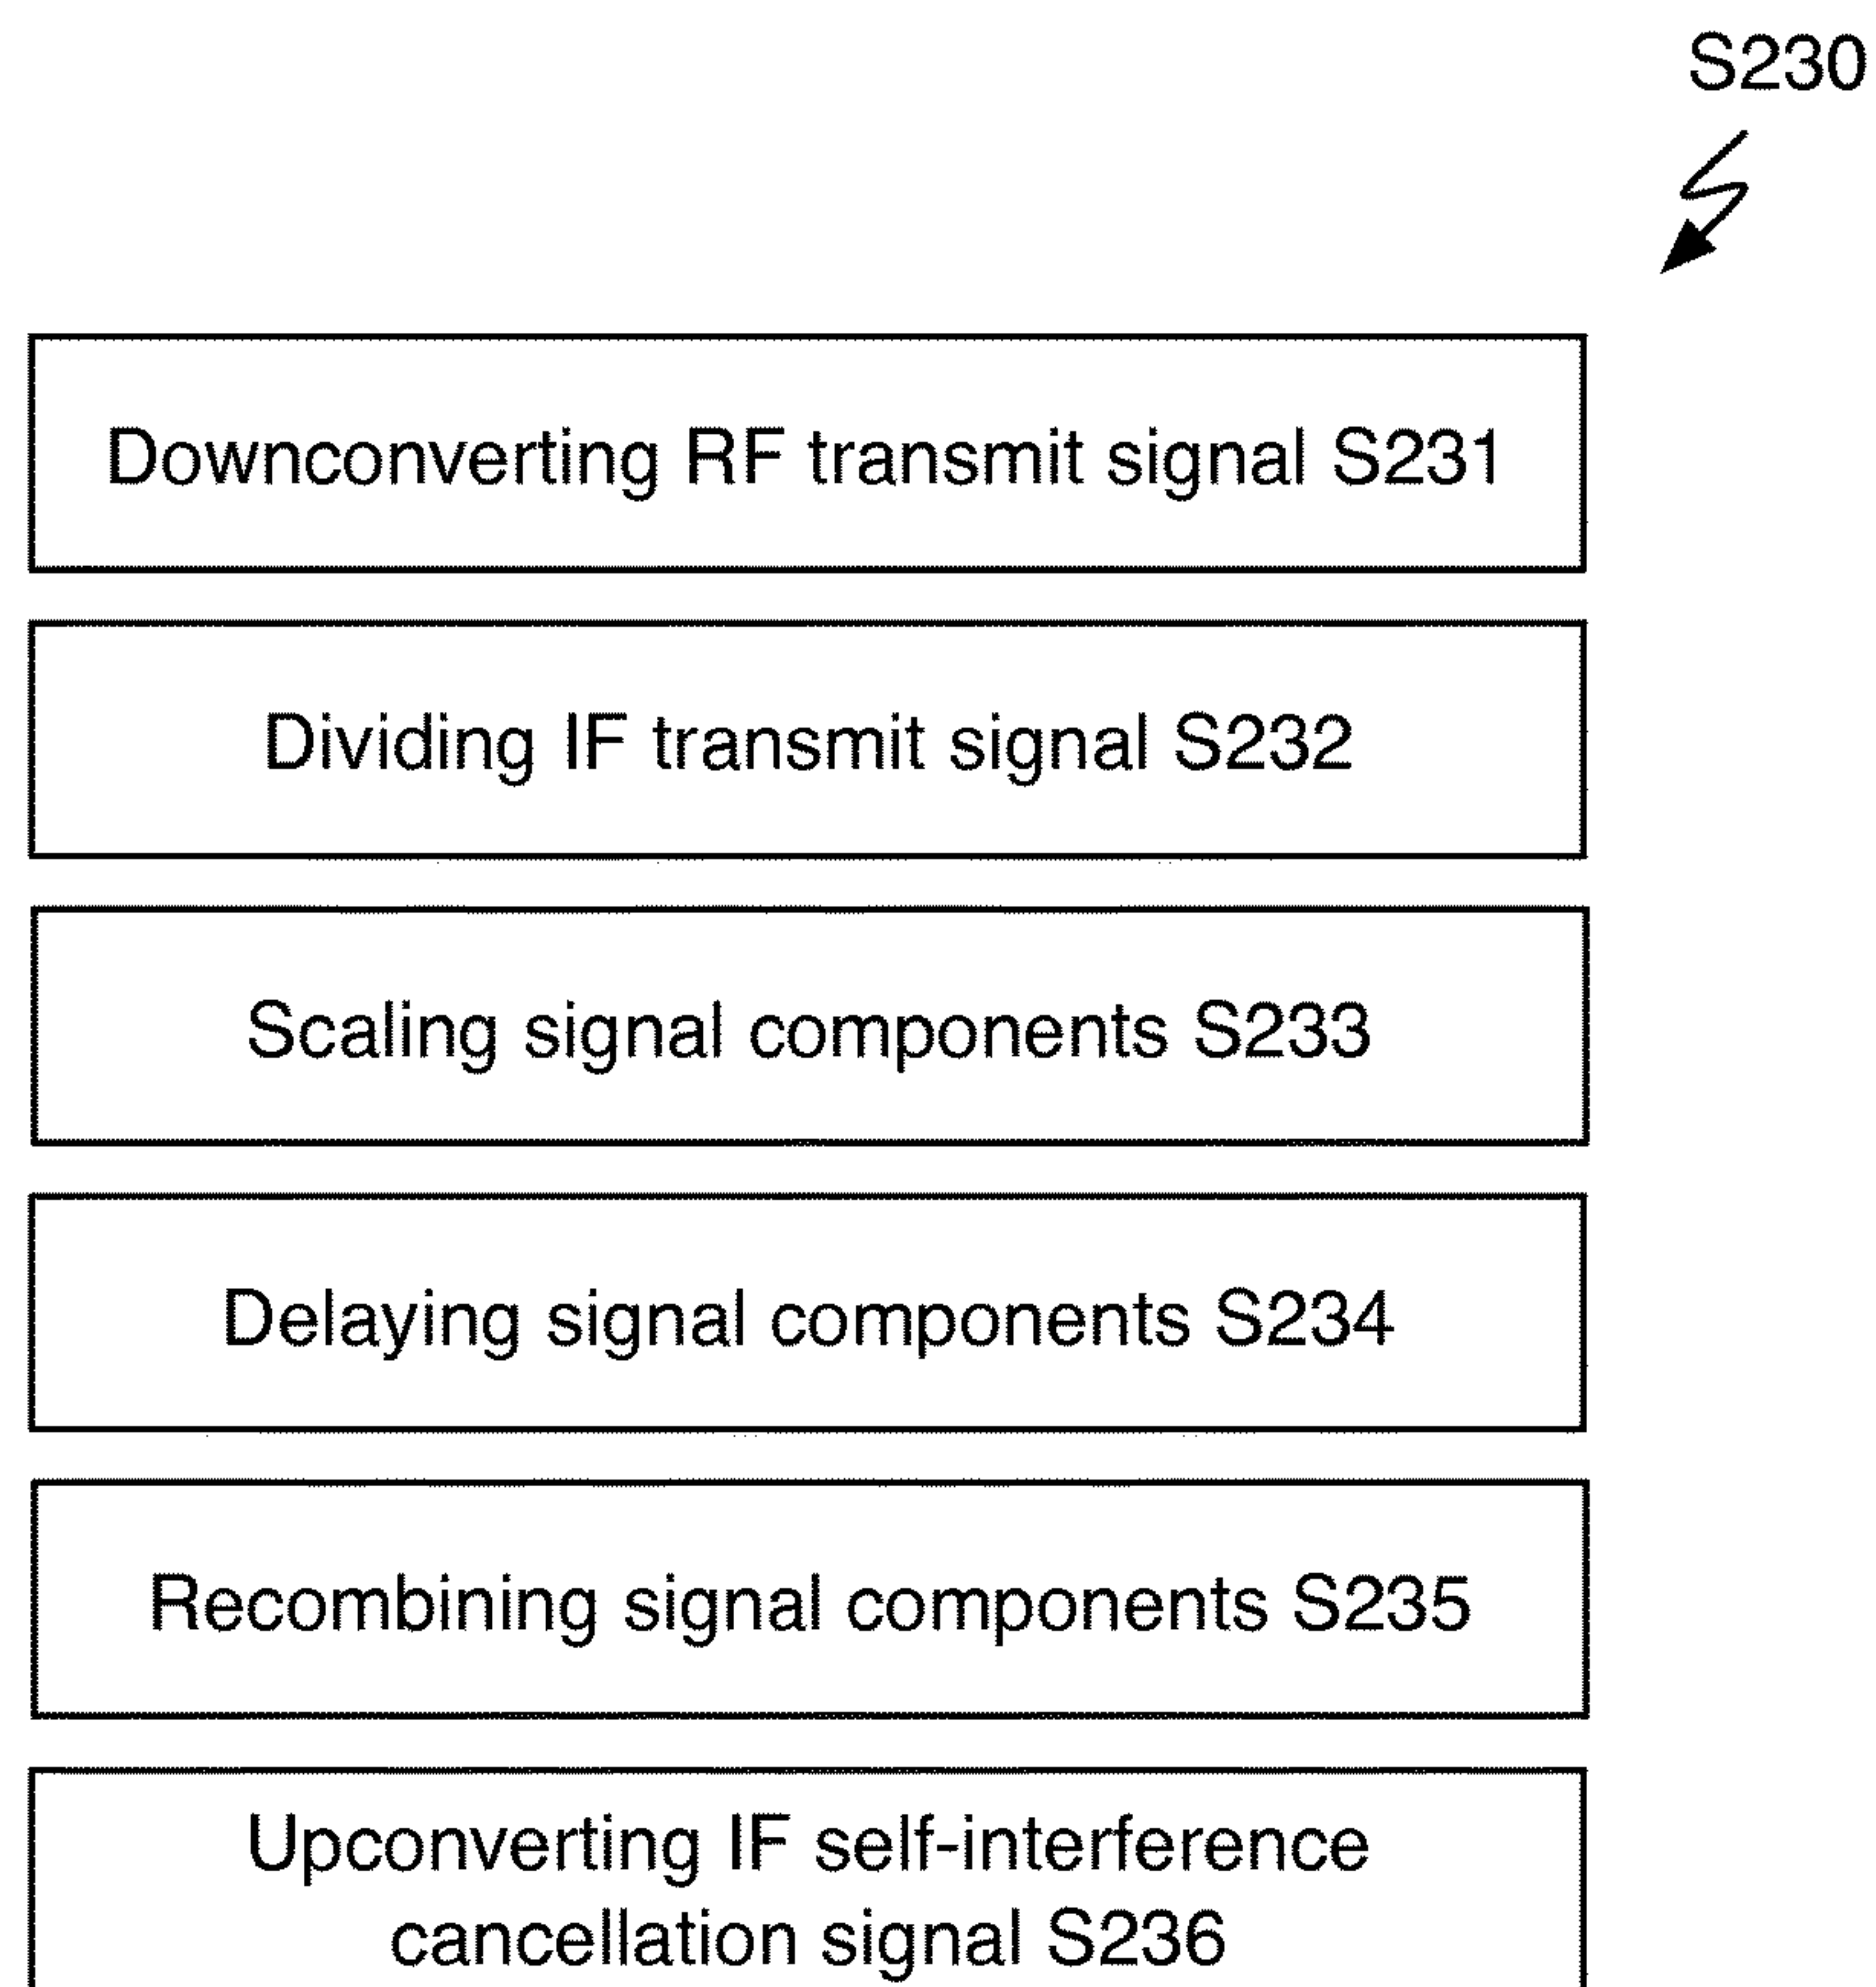 S230
Downconverting RF transmit signal S231
Dividing IF transmit signal S232
Scaling signal components S233
Delaying signal components S234
Recombining signal components S235
Upconverting IF self-interference
cancellation signal S236